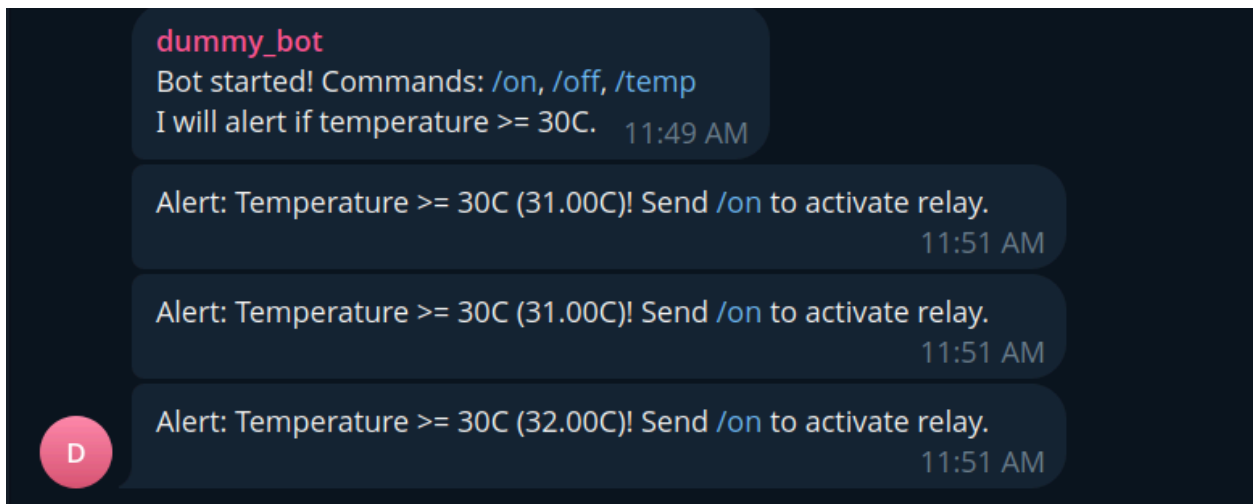 dummy_bot
Bot started! Commands: /on, /off, /temp
I will alert if temperature >= 30C. 11:49 AM
Alert: Temperature >= 30C (31.00C)! Send /on to activate relay.
11:51 AM
Alert: Temperature >= 30C (31.00C)! Send /on to activate relay.
11:51 AM
Alert: Temperature >= 30C (32.00C)! Send /on to activate relay.
D
11:51 AM